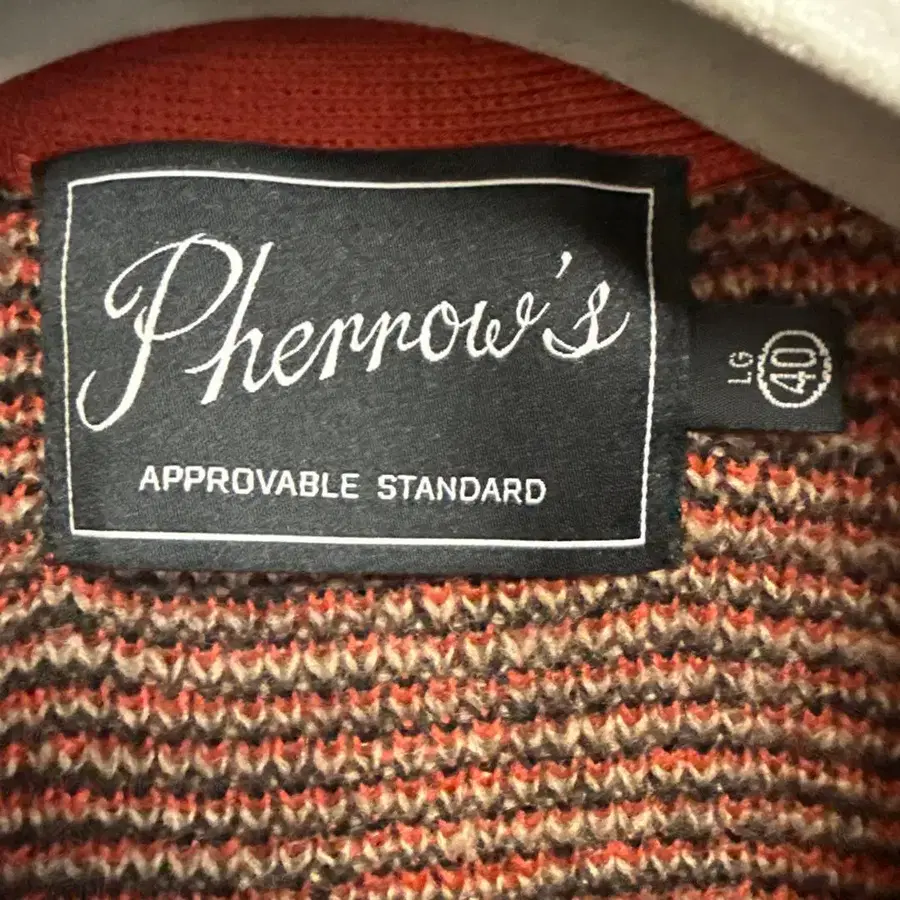 Pherrow's
APPROVABLE STANDARD
LG
40